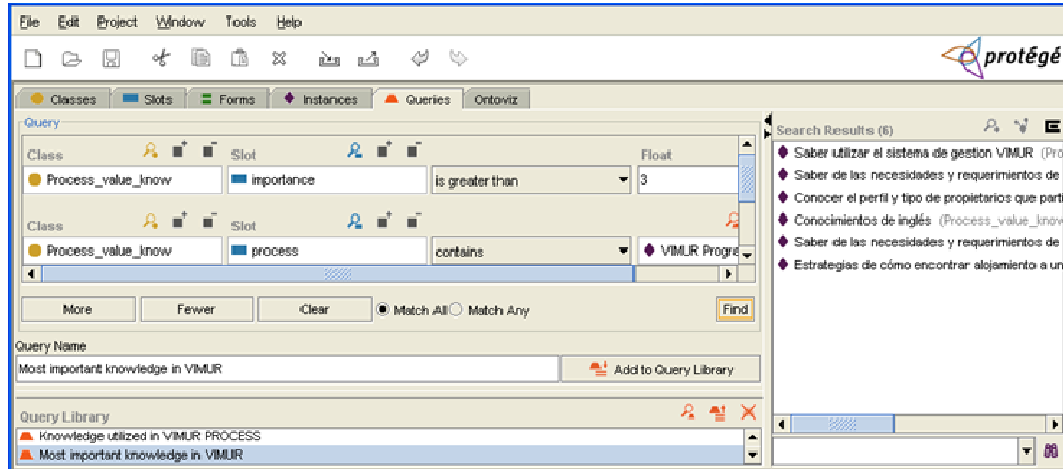 File Edit Project Window Tools Help
protégé
Classes Slots Forms Instances Queries Ontoviz
Query
Search Results (6)
Class Slot Float
Process_value_know importance is greater than 3
Class Slot
Process_value_know process contains VIMUR Progra
Saber utilizar el sistema de gestion VIMUR (Pro
Saber de las necesidades y requerimientos de
Conocer el perfil y tipo de propietarios que parti
Conocimientos de inglés (Process_value_know
Saber de las necesidades y requerimientos de
Estrategias de cómo encontrar alojamiento a un
More Fewer Clear Match All Match Any Find
Query Name
Most important knowledge in VIMUR Add to Query Library
Query Library
Knowledge utilized in VIMUR PROCESS
Most important knowledge in VIMUR